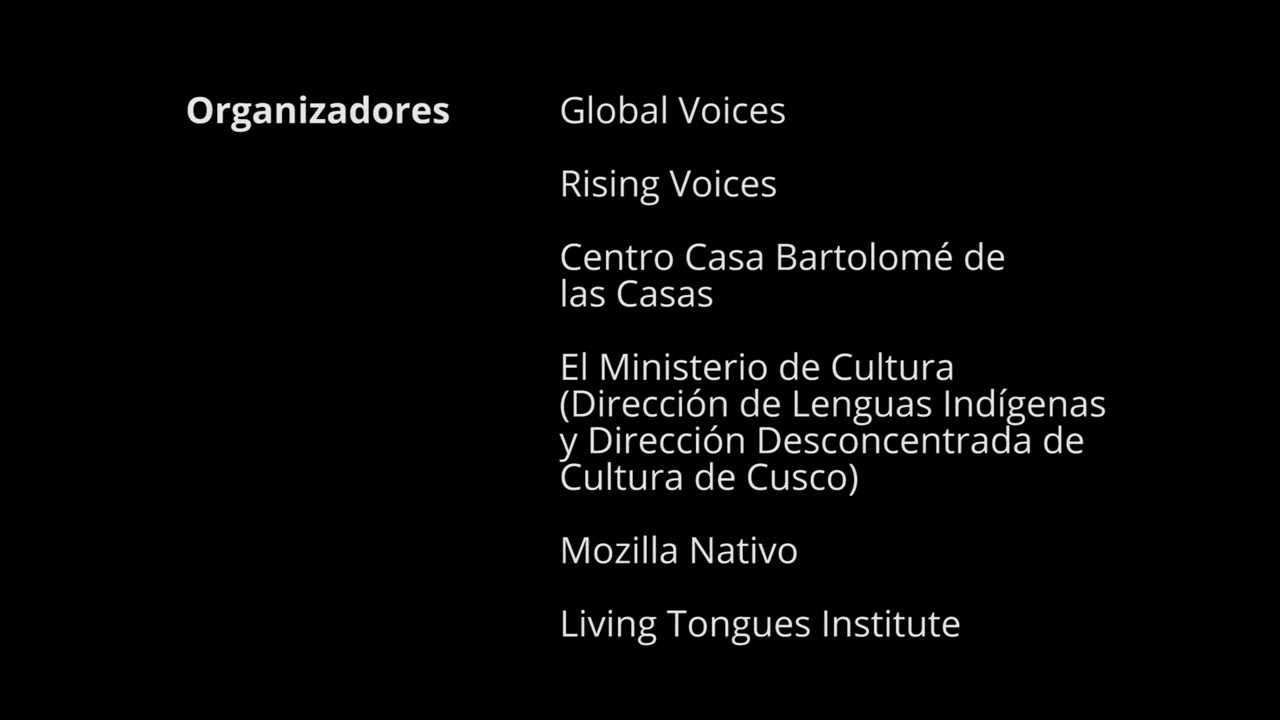 Organizadores
Global Voices
Rising Voices
Centro Casa Bartolomé de
las Casas
El Ministerio de Cultura
(Dirección de Lenguas Indígenas
y Dirección Desconcentrada de
Cultura de Cusco)
Mozilla Nativo
Living Tongues Institute